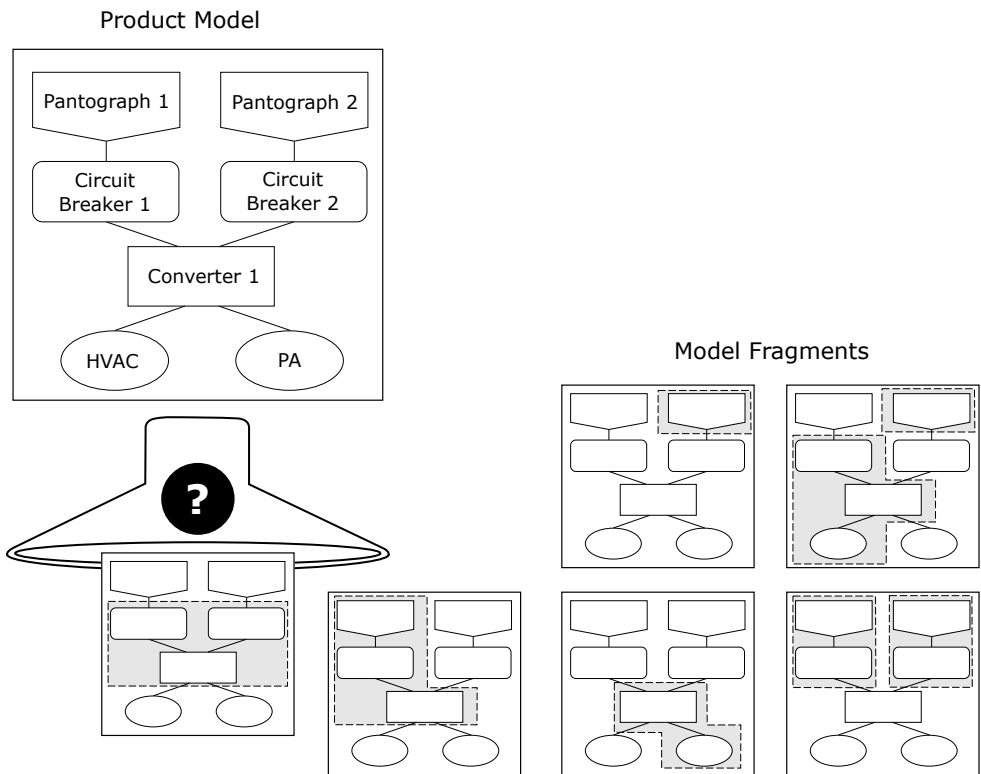 Product Model
Pantograph 1
Pantograph 2
Circuit
Breaker 1
Circuit
Breaker 2
Converter 1
HVAC
PA
Model Fragments
?